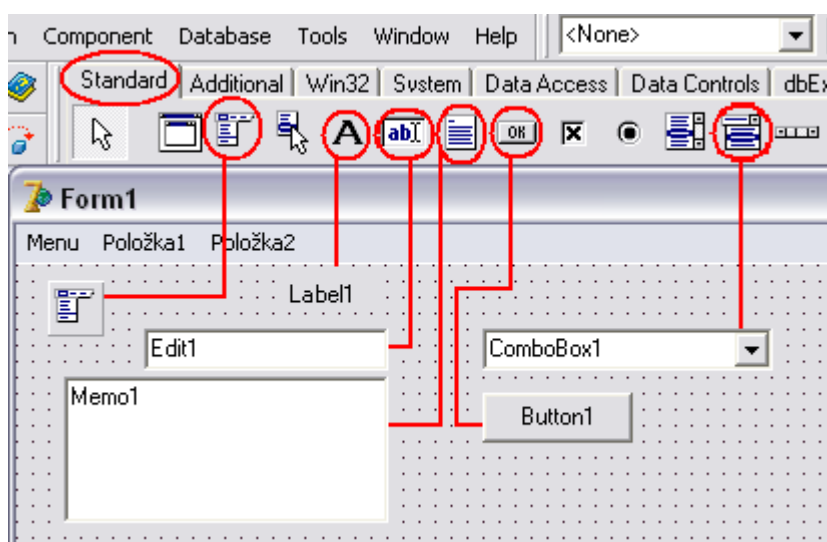 n Component Database Tools Window Help <None>
Standard Additional Win32 System Data Access Data Controls dbEx
A abI OK
Form1
Menu Položka1 Položka2
Label1
Edit1 ComboBox1
Memo1
Button1